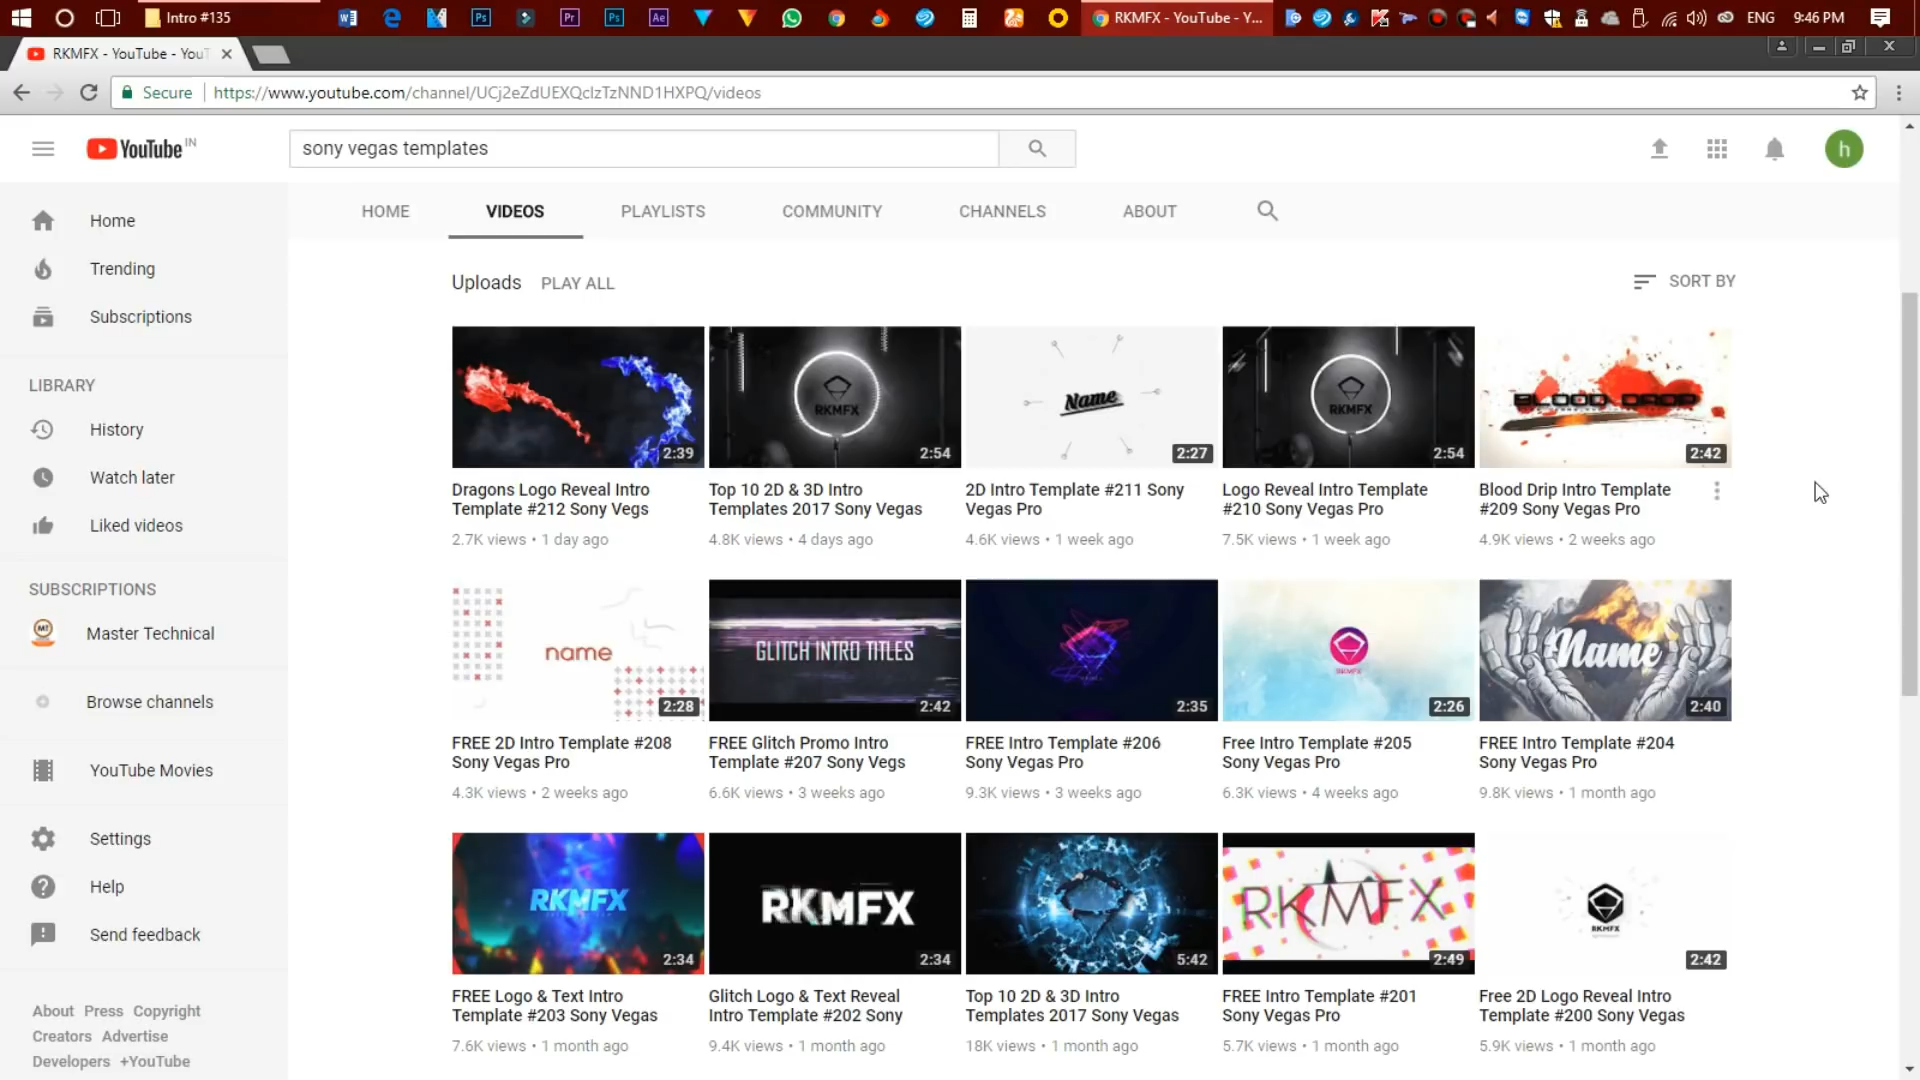 Intro #135
RKMFX - YouTube - Y...
ENG
9:46 PM
RKMFX - YouTube - YouT
Secure
https://www.youtube.com/channel/UCj2eZdUEXQcIzTzNND1HXPQ/videos
YouTube IN
sony vegas templates
h
HOME
VIDEOS
PLAYLISTS
COMMUNITY
CHANNELS
ABOUT
Home
Trending
Subscriptions
LIBRARY
History
Watch later
Liked videos
SUBSCRIPTIONS
Master Technical
Browse channels
YouTube Movies
Settings
Help
Send feedback
About Press Copyright
Creators Advertise
Developers +YouTube
Uploads
PLAY ALL
SORT BY
2:39
Dragons Logo Reveal Intro
Template #212 Sony Vegs
2.7K views • 1 day ago
RKMFX
2:54
Top 10 2D & 3D Intro
Templates 2017 Sony Vegas
4.8K views • 4 days ago
Name
2:27
2D Intro Template #211 Sony
Vegas Pro
4.6K views • 1 week ago
RKMFX
2:54
Logo Reveal Intro Template
#210 Sony Vegas Pro
7.5K views • 1 week ago
BLOOD DROP
2:42
Blood Drip Intro Template
#209 Sony Vegas Pro
4.9K views • 2 weeks ago
name
2:28
FREE 2D Intro Template #208
Sony Vegas Pro
4.3K views • 2 weeks ago
GLITCH INTRO TITLES
2:42
FREE Glitch Promo Intro
Template #207 Sony Vegs
6.6K views • 3 weeks ago
2:35
FREE Intro Template #206
Sony Vegas Pro
9.3K views • 3 weeks ago
RKMFX
2:26
Free Intro Template #205
Sony Vegas Pro
6.3K views • 4 weeks ago
Name
2:40
FREE Intro Template #204
Sony Vegas Pro
9.8K views • 1 month ago
RKMFX
2:34
FREE Logo & Text Intro
Template #203 Sony Vegas
7.6K views • 1 month ago
RKMFX
2:34
Glitch Logo & Text Reveal
Intro Template #202 Sony
9.4K views • 1 month ago
5:42
Top 10 2D & 3D Intro
Templates 2017 Sony Vegas
18K views • 1 month ago
RKMFX
2:49
FREE Intro Template #201
Sony Vegas Pro
5.7K views • 1 month ago
RKMFX
2:42
Free 2D Logo Reveal Intro
Template #200 Sony Vegas
5.9K views • 1 month ago